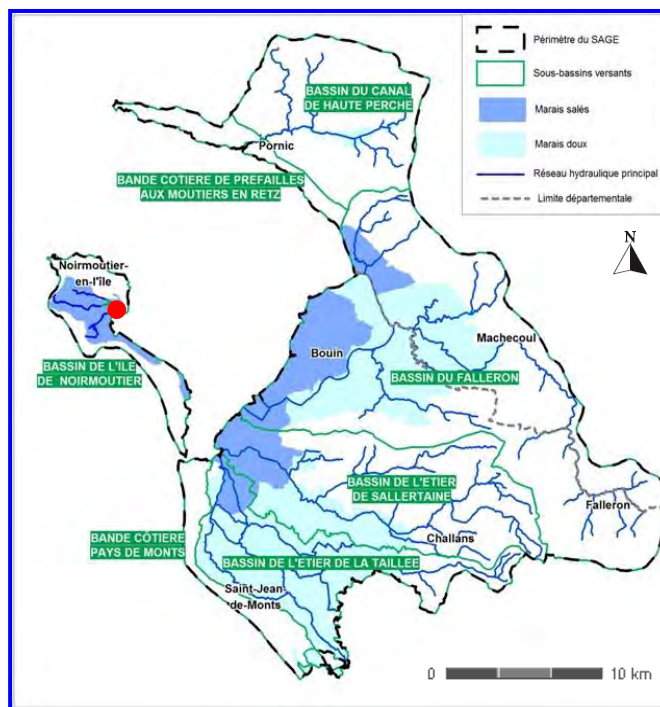 Périmètre du SAGE
Sous-bassins versants
Marais salés
Marais doux
Réseau hydraulique principal
Limite départementale
N
BASSIN DU CANAL
DE HAUTE PERCHE
Pornic
BANDE COTIERE DE PREFAILLES
AUX MOUTIERS EN RETZ
Noirmoutier-
en-l'île
BASSIN DE L'ILE
DE NOIRMOUTIER
Machecoul
Bouin
BASSIN DU FALLERON
BASSIN DE L'ETIER
DE SALLERTAINE
Falleron
Challans
BANDE CÔTIERE
PAYS DE MONTS
BASSIN DE L'ETIER DE LA TAILLEE
Saint-Jean-
de-Monts
0 10 km